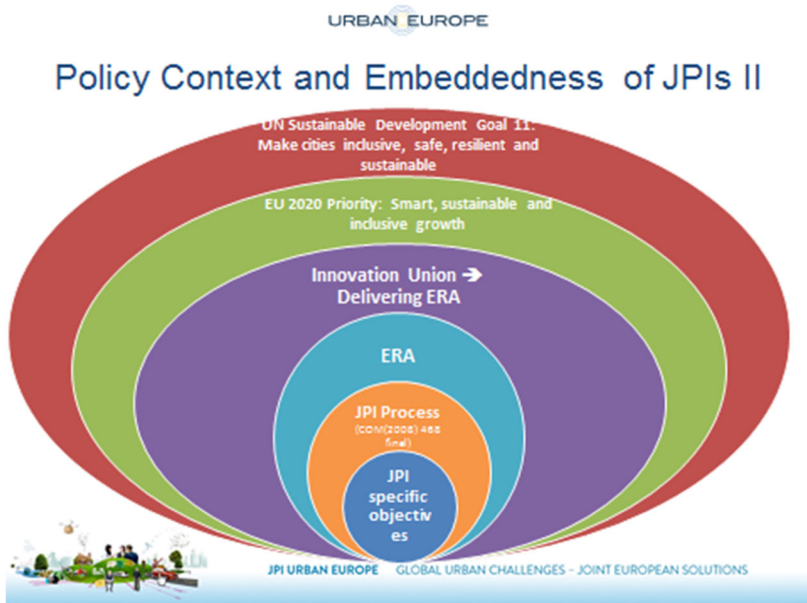 URBAN EUROPE
Policy Context and Embeddedness of JPIs II
UN Sustainable Development Goal 11:
Make cities inclusive, safe, resilient and
sustainable
EU 2020 Priority: Smart, sustainable and
inclusive growth
Innovation Union ➔
Delivering ERA
ERA
JPI Process
(COM(2008) 468
final)
JPI
specific
objectiv
es
JPI URBAN EUROPE GLOBAL URBAN CHALLENGES – JOINT EUROPEAN SOLUTIONS